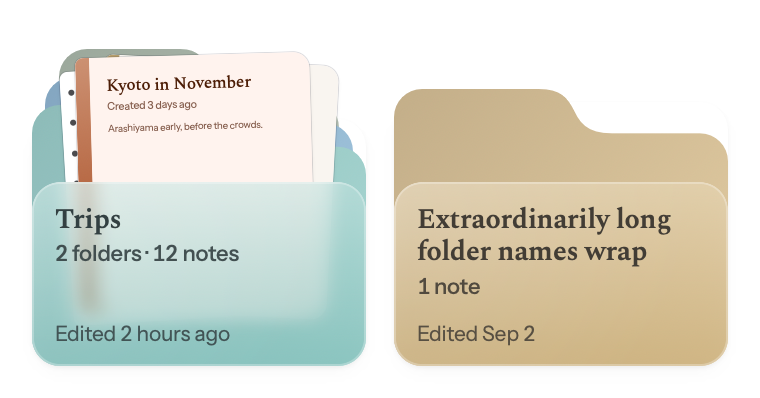 Kyoto in November
Created 3 days ago
Arashiyama early, before the crowds.
Trips
2 folders · 12 notes
Edited 2 hours ago
Extraordinarily long
folder names wrap
1 note
Edited Sep 2